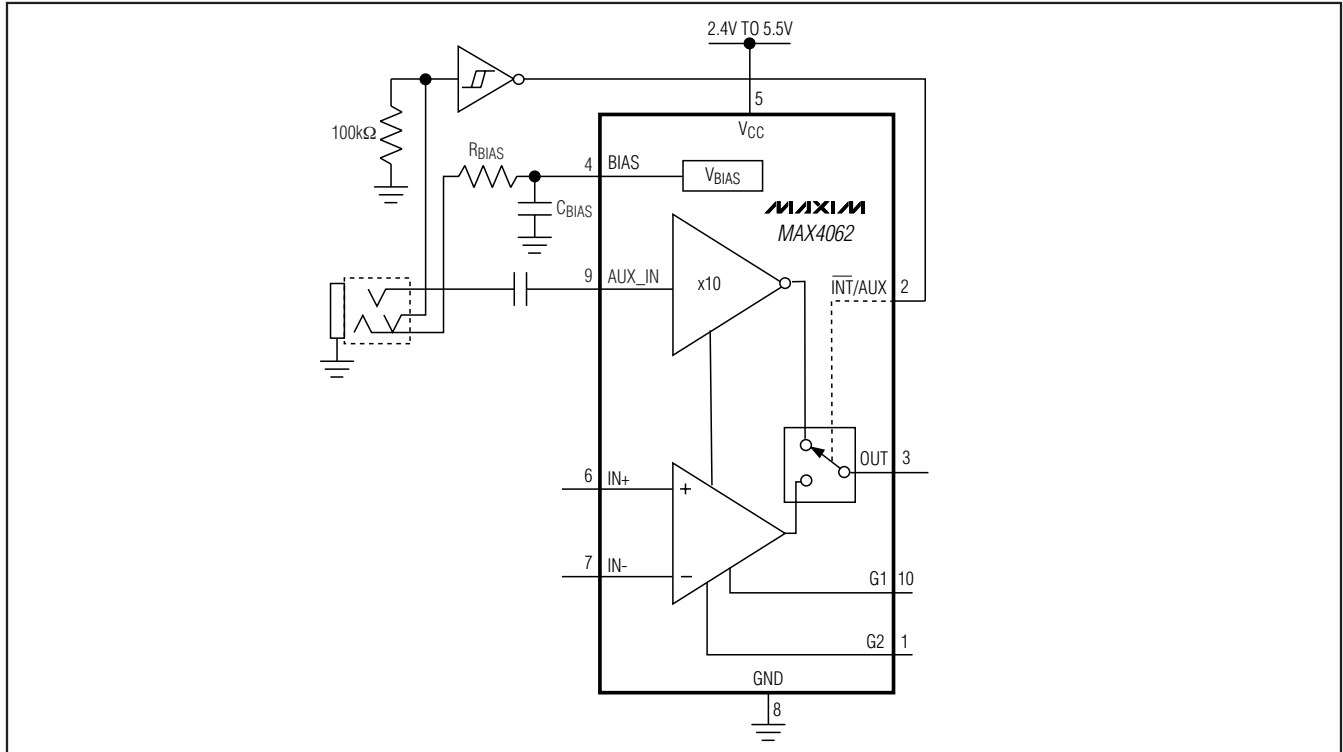 2.4V TO 5.5V
5
VCC
100kΩ
RBIAS
4
BIAS
VBIAS
CBIAS
MAXIM
MAX4062
9
AUX_IN
x10
INT/AUX
2
6
IN+
+
OUT
3
7
IN-
−
G1
10
G2
1
GND
8